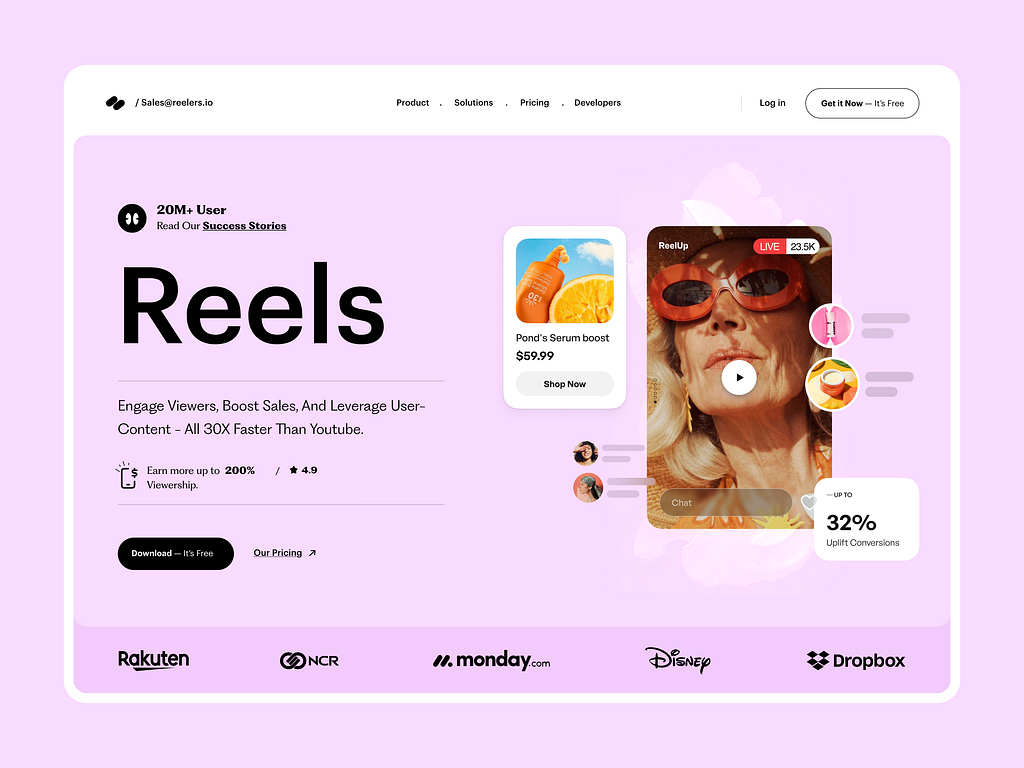 / Sales@reelers.io
Product . Solutions . Pricing . Developers
Log in
Get it Now — It's Free
20M+ User
Read Our Success Stories
Reels
Engage Viewers, Boost Sales, And Leverage User-
Content - All 30X Faster Than Youtube.
Earn more up to 200% / ★ 4.9
Viewership.
Download — It's Free
Our Pricing ↗
Pond's Serum boost
$59.99
Shop Now
ReelUp
LIVE 23.5K
Chat
— UP TO
32%
Uplift Conversions
Rakuten
NCR
monday.com
Disney
Dropbox